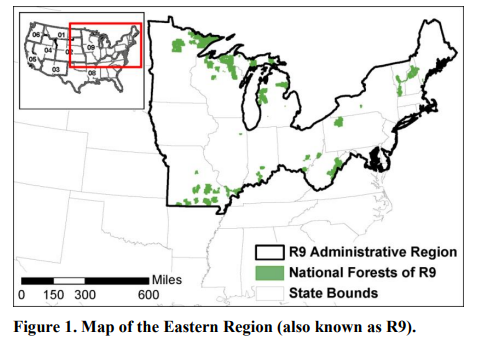 06
01
09
04
02
05
03
08
R9 Administrative Region
National Forests of R9
State Bounds
Miles
0 150 300 600
Figure 1. Map of the Eastern Region (also known as R9).